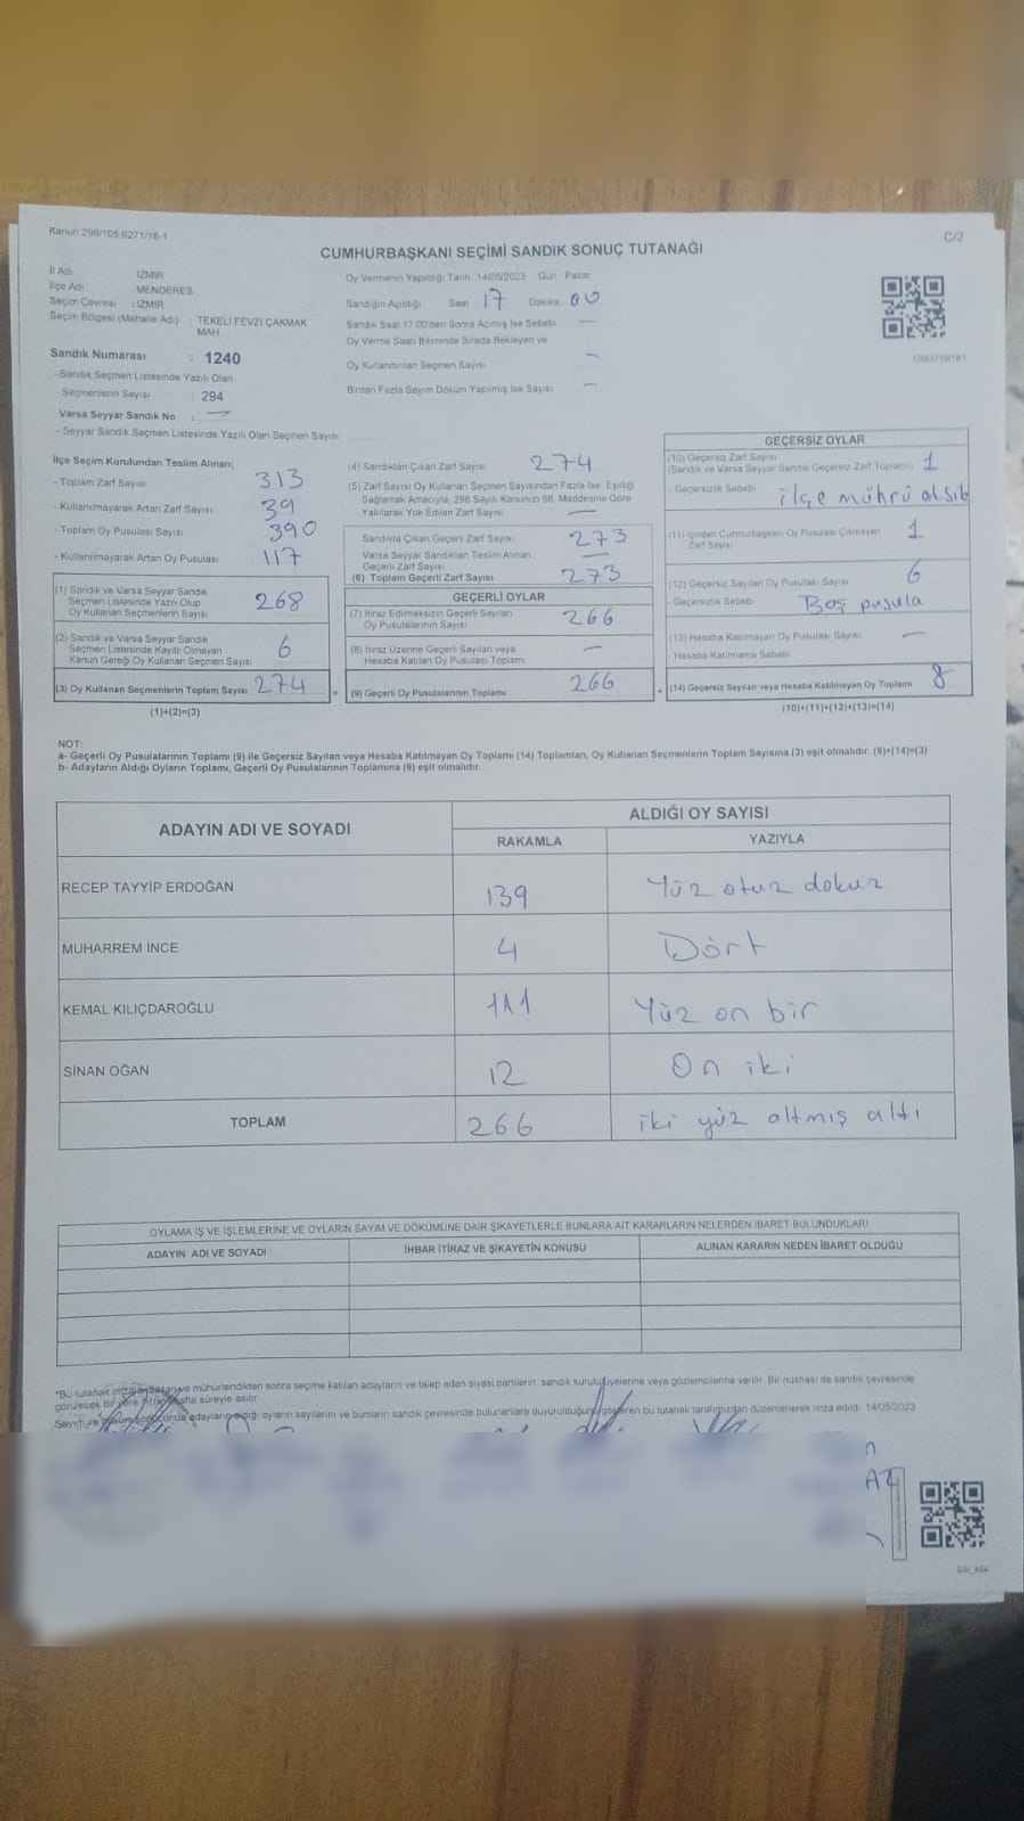 Kanun 298/105 6271/16-1
C/2
CUMHURBAŞKANI SEÇİMİ SANDIK SONUÇ TUTANAĞI
İl Adı İZMİR
İlçe Adı MENDERES
Seçim Çevresi : İZMİR
Seçim Bölgesi (Mahalle Adı) : TEKELİ FEVZİ ÇAKMAK
MAH
Sandık Numarası : 1240
-Sandık Seçmen Listesinde Yazılı Olan
Seçmenlerin Sayısı : 294
Varsa Seyyar Sandık No : —
- Seyyar Sandık Seçmen Listesinde Yazılı Olan Seçmen Sayısı
Oy Vermenin Yapıldığı Tarih 14/05/2023 Gün Pazar
Sandığın Açıldığı Saat 17 Dakika 00
Sandık Saat 17.00'den Sonra Açılmış İse Sebebi —
Oy Verme Saati Bitiminde Sırada Bekleyen ve
Oy Kullandırılan Seçmen Sayısı —
Birden Fazla Sayım Döküm Yapılmış İse Sayısı —
İlçe Seçim Kurulundan Teslim Alınan;
- Toplam Zarf Sayısı 313
- Kullanılmayarak Artan Zarf Sayısı 39
- Toplam Oy Pusulası Sayısı 390
- Kullanılmayarak Artan Oy Pusulası 117
(1) Sandık ve Varsa Seyyar Sandık
Seçmen Listesinde Yazılı Olup
Oy Kullanan Seçmenlerin Sayısı 268
(2) Sandık ve Varsa Seyyar Sandık
Seçmen Listesinde Kayıtlı Olmayan
Kanun Gereği Oy Kullanan Seçmen Sayısı 6
(3) Oy Kullanan Seçmenlerin Toplam Sayısı 274
(1)+(2)=(3)
(4) Sandıktan Çıkan Zarf Sayısı 274
(5) Zarf Sayısı Oy Kullanan Seçmen Sayısından Fazla İse, Eşitliği
Sağlamak Amacıyla, 298 Sayılı Kanunun 98. Maddesine Göre
Yakılarak Yok Edilen Zarf Sayısı —
Sandıkta Çıkan Geçerli Zarf Sayısı 273
Varsa Seyyar Sandıktan Teslim Alınan
Geçerli Zarf Sayısı —
(6) Toplam Geçerli Zarf Sayısı 273
GEÇERLİ OYLAR
(7) İtiraz Edilmeksizin Geçerli Sayılan
Oy Pusulalarının Sayısı 266
(8) İtiraz Üzerine Geçerli Sayılan veya
Hesaba Katılan Oy Pusulası Toplamı —
(9) Geçerli Oy Pusulalarının Toplamı 266
GEÇERSİZ OYLAR
(10) Geçersiz Zarf Sayısı
(Sandık ve Varsa Seyyar Sandık Geçersiz Zarf Toplamı) 1
- Geçersizlik Sebebi ilçe mührü alsıb
(11) İçinden Cumhurbaşkanı Oy Pusulası Çıkmayan
Zarf Sayısı 1
(12) Geçersiz Sayılan Oy Pusulası Sayısı 6
- Geçersizlik Sebebi Boş pusula
(13) Hesaba Katılmayan Oy Pusulası Sayısı —
- Hesaba Katılmama Sebebi
(14) Geçersiz Sayılan veya Hesaba Katılmayan Oy Toplamı 8
(10)+(11)+(12)+(13)=(14)
NOT:
a- Geçerli Oy Pusulalarının Toplamı (9) ile Geçersiz Sayılan veya Hesaba Katılmayan Oy Toplamı (14) Toplamları, Oy Kullanan Seçmenlerin Toplam Sayısına (3) eşit olmalıdır. (9)+(14)=(3)
b- Adayların Aldığı Oyların Toplamı, Geçerli Oy Pusulalarının Toplamına (9) eşit olmalıdır.
ADAYIN ADI VE SOYADI
ALDIĞI OY SAYISI
RAKAMLA YAZIYLA
RECEP TAYYİP ERDOĞAN 139 Yüz otuz dokuz
MUHARREM İNCE 4 Dört
KEMAL KILIÇDAROĞLU 111 Yüz on bir
SİNAN OĞAN 12 On iki
TOPLAM 266 iki yüz altmış altı
OYLAMA İŞ VE İŞLEMLERİNE VE OYLARIN SAYIM VE DÖKÜMÜNE DAİR ŞİKAYETLERLE BUNLARA AİT KARARLARIN NELERDEN İBARET BULUNDUKLARI
ADAYIN ADI VE SOYADI İHBAR İTİRAZ VE ŞİKAYETİN KONUSU ALINAN KARARIN NEDEN İBARET OLDUĞU
"Bu tutanak ve mühürlendikten sonra seçime katılan adayların ve talep eden siyasi partilerin, sandık kurulu üyelerine veya gözlemcilerine verilir. Bir nüshası da sandık çevresinde
görülecek bir yere hafta süreyle asılır.
adayların aldığı oyların sayılarını ve bunların sandık çevresinde bulunanlara duyurulduğunu gösteren bu tutanak tarafımızdan düzenlenerek imza edildi. 14/05/2023